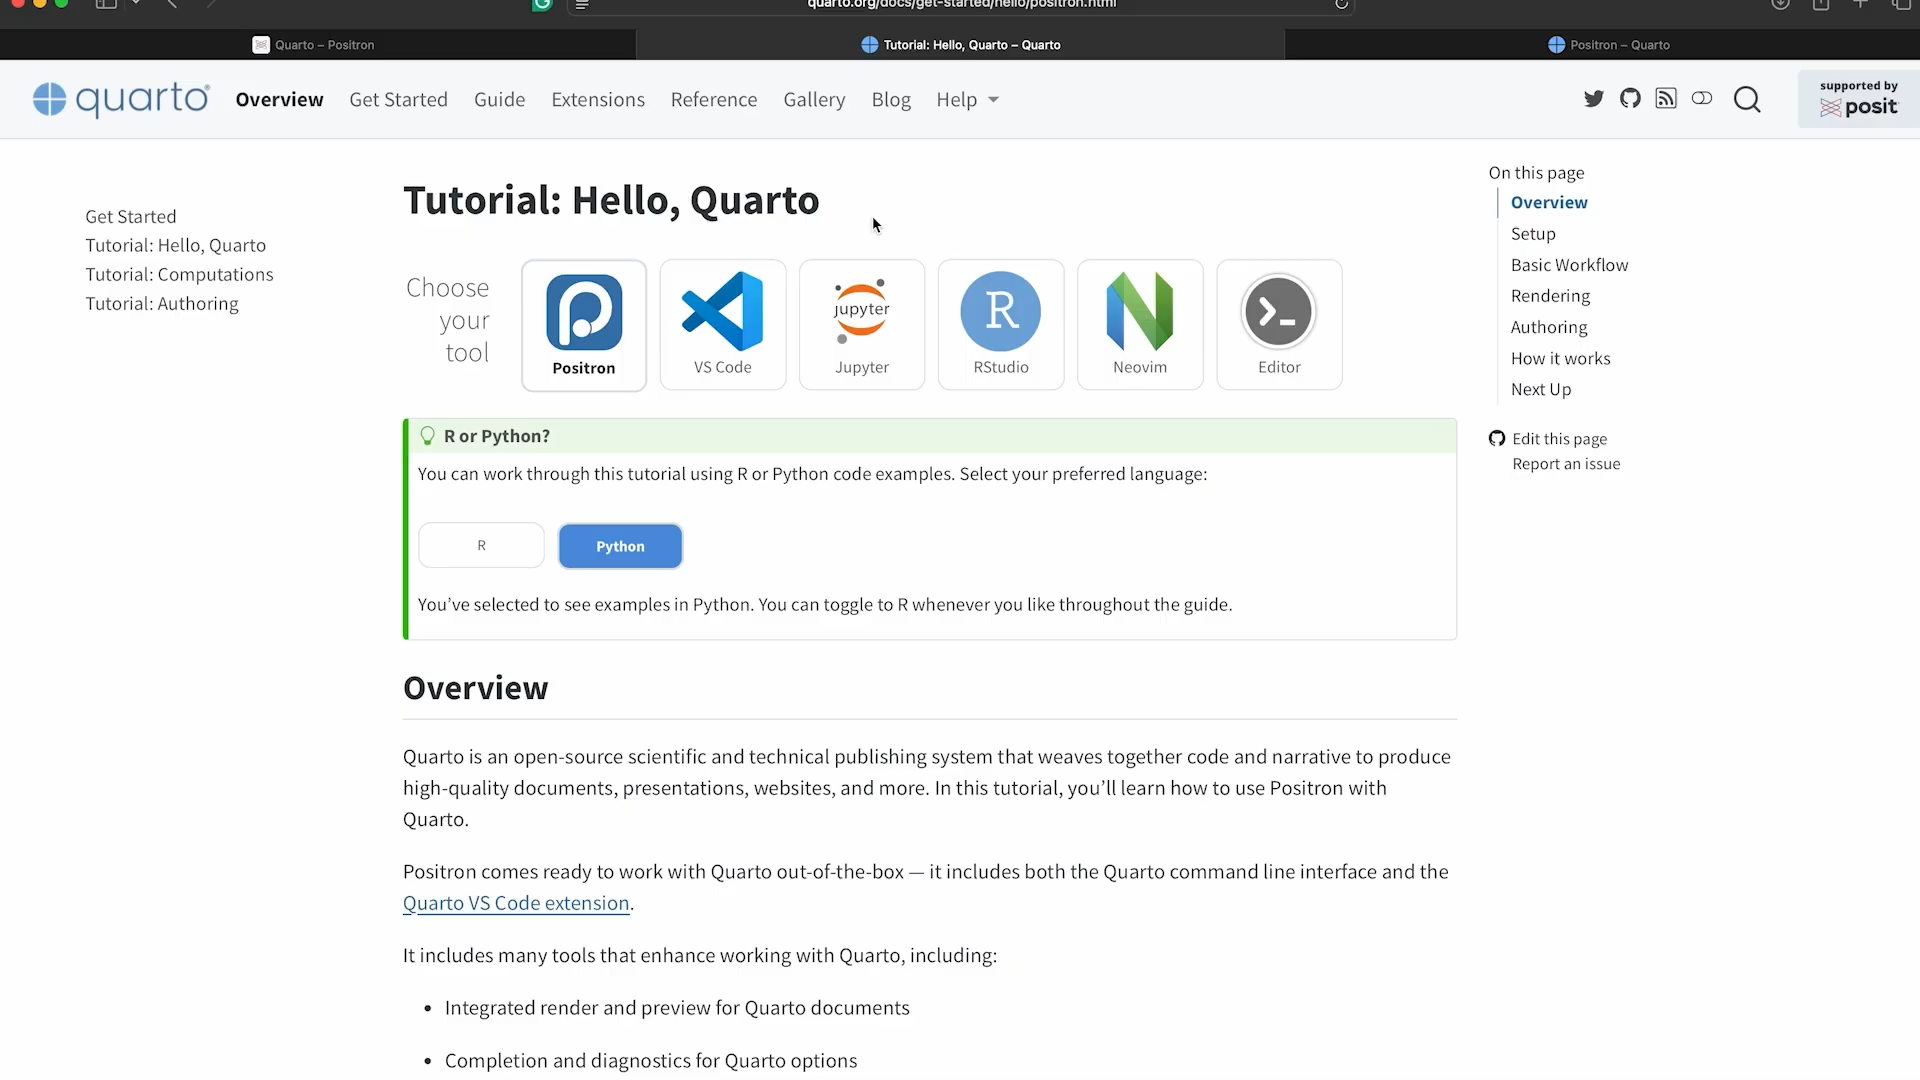 quarto.org/docs/get-started/hello/positron.html
Quarto – Positron
Tutorial: Hello, Quarto – Quarto
Positron – Quarto
quarto
Overview
Get Started
Guide
Extensions
Reference
Gallery
Blog
Help
supported by
posit
Get Started
Tutorial: Hello, Quarto
Tutorial: Computations
Tutorial: Authoring
Tutorial: Hello, Quarto
Choose
your
tool
Positron
VS Code
jupyter
Jupyter
R
RStudio
Neovim
Editor
R or Python?
You can work through this tutorial using R or Python code examples. Select your preferred language:
R
Python
You’ve selected to see examples in Python. You can toggle to R whenever you like throughout the guide.
Overview
Quarto is an open-source scientific and technical publishing system that weaves together code and narrative to produce
high-quality documents, presentations, websites, and more. In this tutorial, you’ll learn how to use Positron with
Quarto.
Positron comes ready to work with Quarto out-of-the-box — it includes both the Quarto command line interface and the
Quarto VS Code extension.
It includes many tools that enhance working with Quarto, including:
• Integrated render and preview for Quarto documents
• Completion and diagnostics for Quarto options
On this page
Overview
Setup
Basic Workflow
Rendering
Authoring
How it works
Next Up
Edit this page
Report an issue